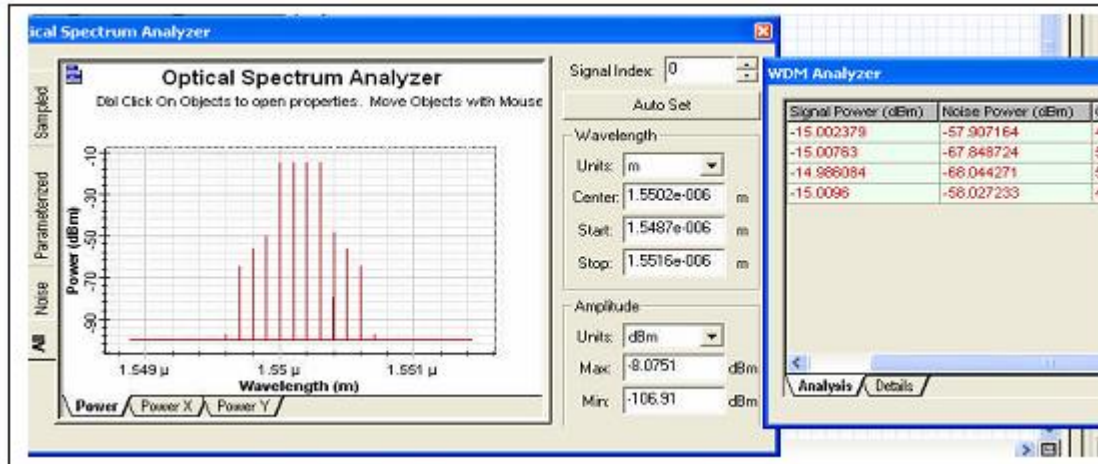 ical Spectrum Analyzer
Optical Spectrum Analyzer
Dbl Click On Objects to open properties. Move Objects with Mouse
Sampled
Parameterized
Noise
All
Power (dBm)
-10
-30
-50
-70
-90
1.549 µ
1.55 µ
1.551 µ
Wavelength (m)
Power
Power X
Power Y
Signal Index: 0
Auto Set
Wavelength
Units: m
Center: 1.5502e-006 m
Start: 1.5487e-006 m
Stop: 1.5516e-006 m
Amplitude
Units: dBm
Max: -8.0751 dBm
Min: -106.91 dBm
WDM Analyzer
Signal Power (dBm) Noise Power (dBm)
-15.002379 -57.907164
-15.00763 -67.848724
-14.986084 -68.044271
-15.0096 -58.027233
Analysis
Details